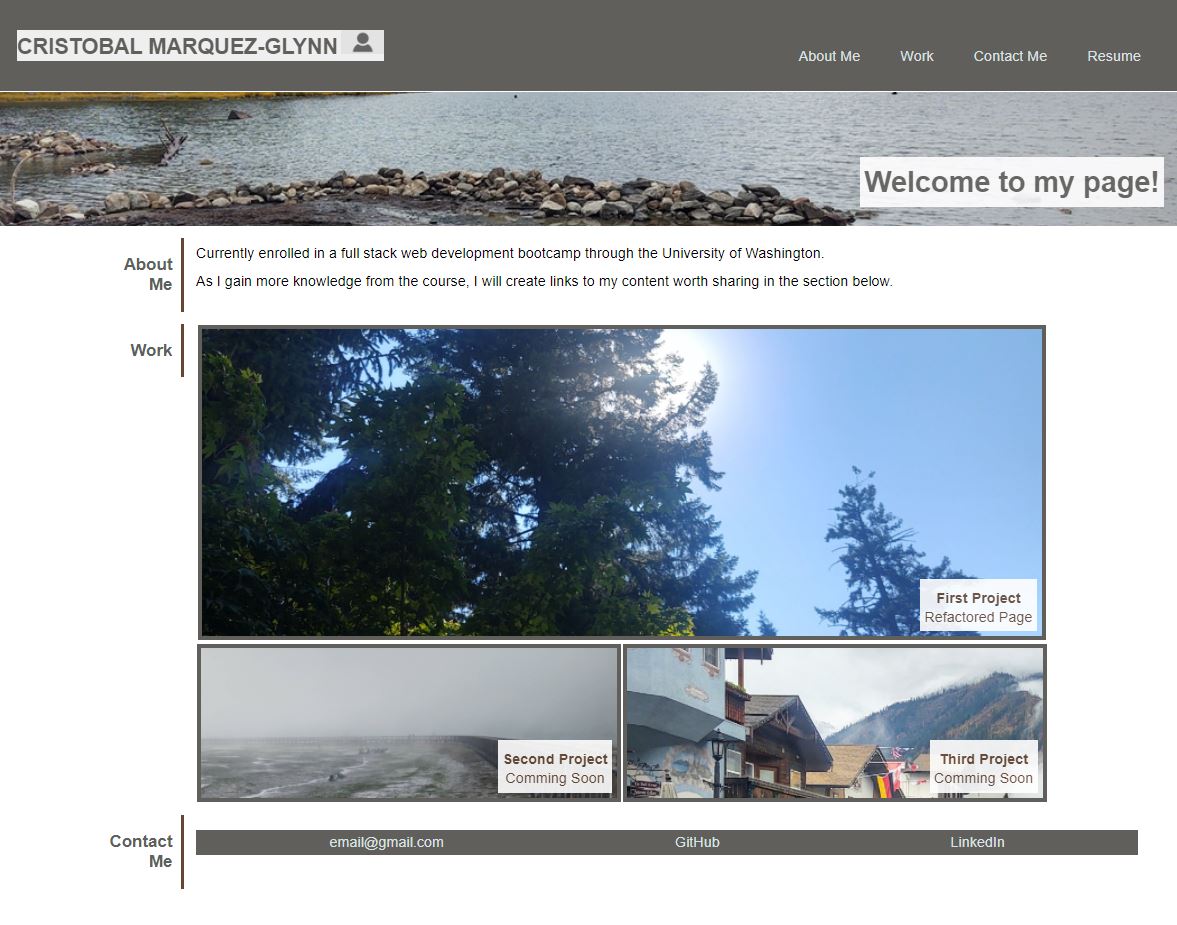 CRISTOBAL MARQUEZ-GLYNN
About Me
Work
Contact Me
Resume
Welcome to my page!
About
Me
Currently enrolled in a full stack web development bootcamp through the University of Washington.
As I gain more knowledge from the course, I will create links to my content worth sharing in the section below.
Work
First Project
Refactored Page
Second Project
Comming Soon
Third Project
Comming Soon
Contact
Me
email@gmail.com
GitHub
LinkedIn